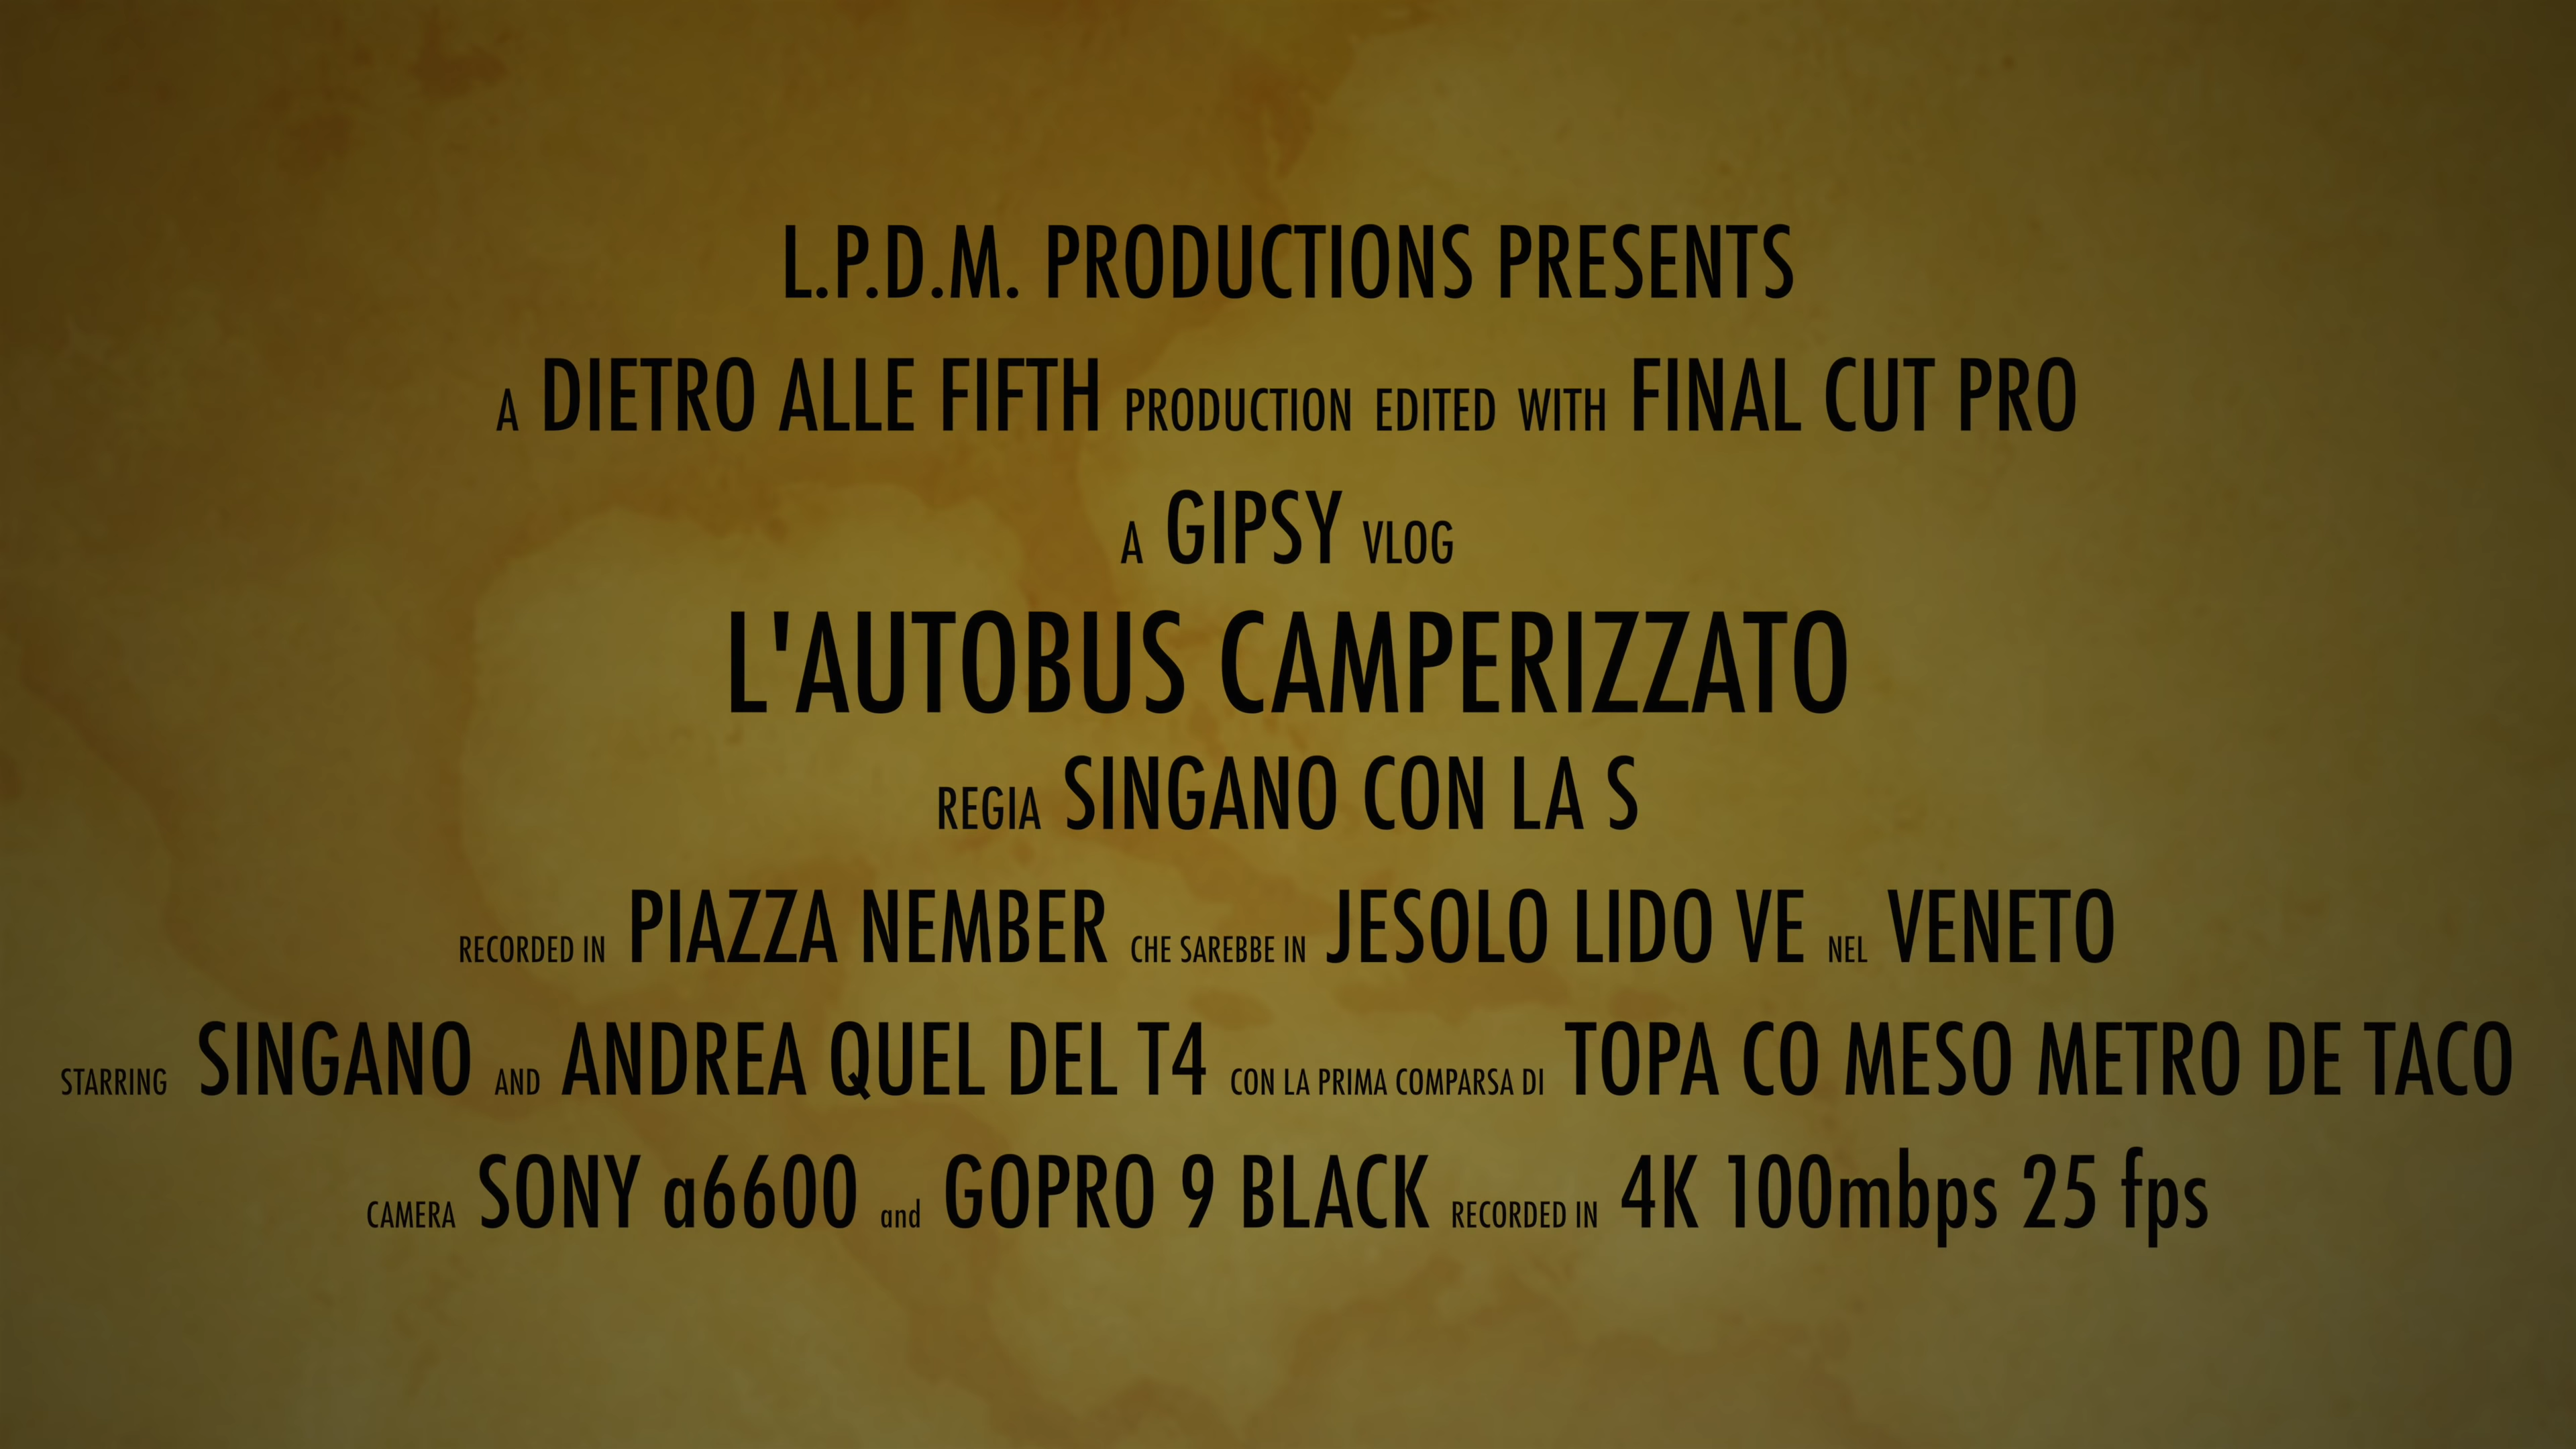 L.P.D.M. PRODUCTIONS PRESENTS
A DIETRO ALLE FIFTH PRODUCTION EDITED WITH FINAL CUT PRO
A GIPSY VLOG
L'AUTOBUS CAMPERIZZATO
REGIA SINGANO CON LA S
RECORDED IN PIAZZA NEMBER CHE SAREBBE IN JESOLO LIDO VE NEL VENETO
STARRING SINGANO AND ANDREA QUEL DEL T4 CON LA PRIMA COMPARSA DI TOPA CO MESO METRO DE TACO
CAMERA SONY a6600 and GOPRO 9 BLACK RECORDED IN 4K 100mbps 25 fps